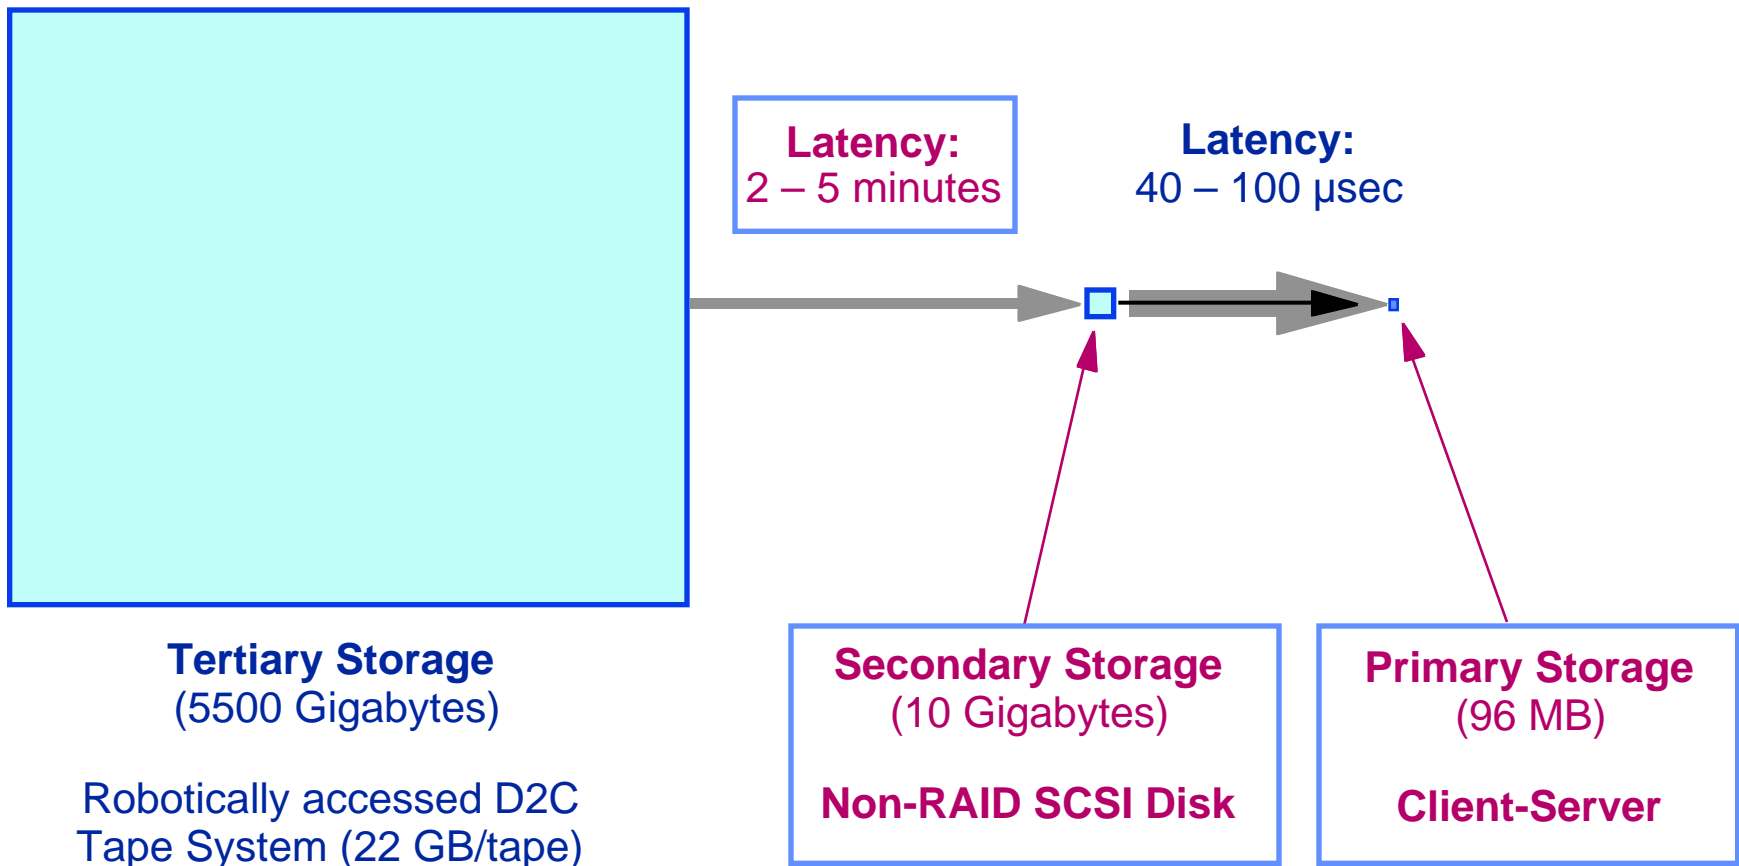 Latency:
2 – 5 minutes
Latency:
40 – 100 µsec
Tertiary Storage
(5500 Gigabytes)
Robotically accessed D2C
Tape System (22 GB/tape)
Secondary Storage
(10 Gigabytes)
Non-RAID SCSI Disk
Primary Storage
(96 MB)
Client-Server